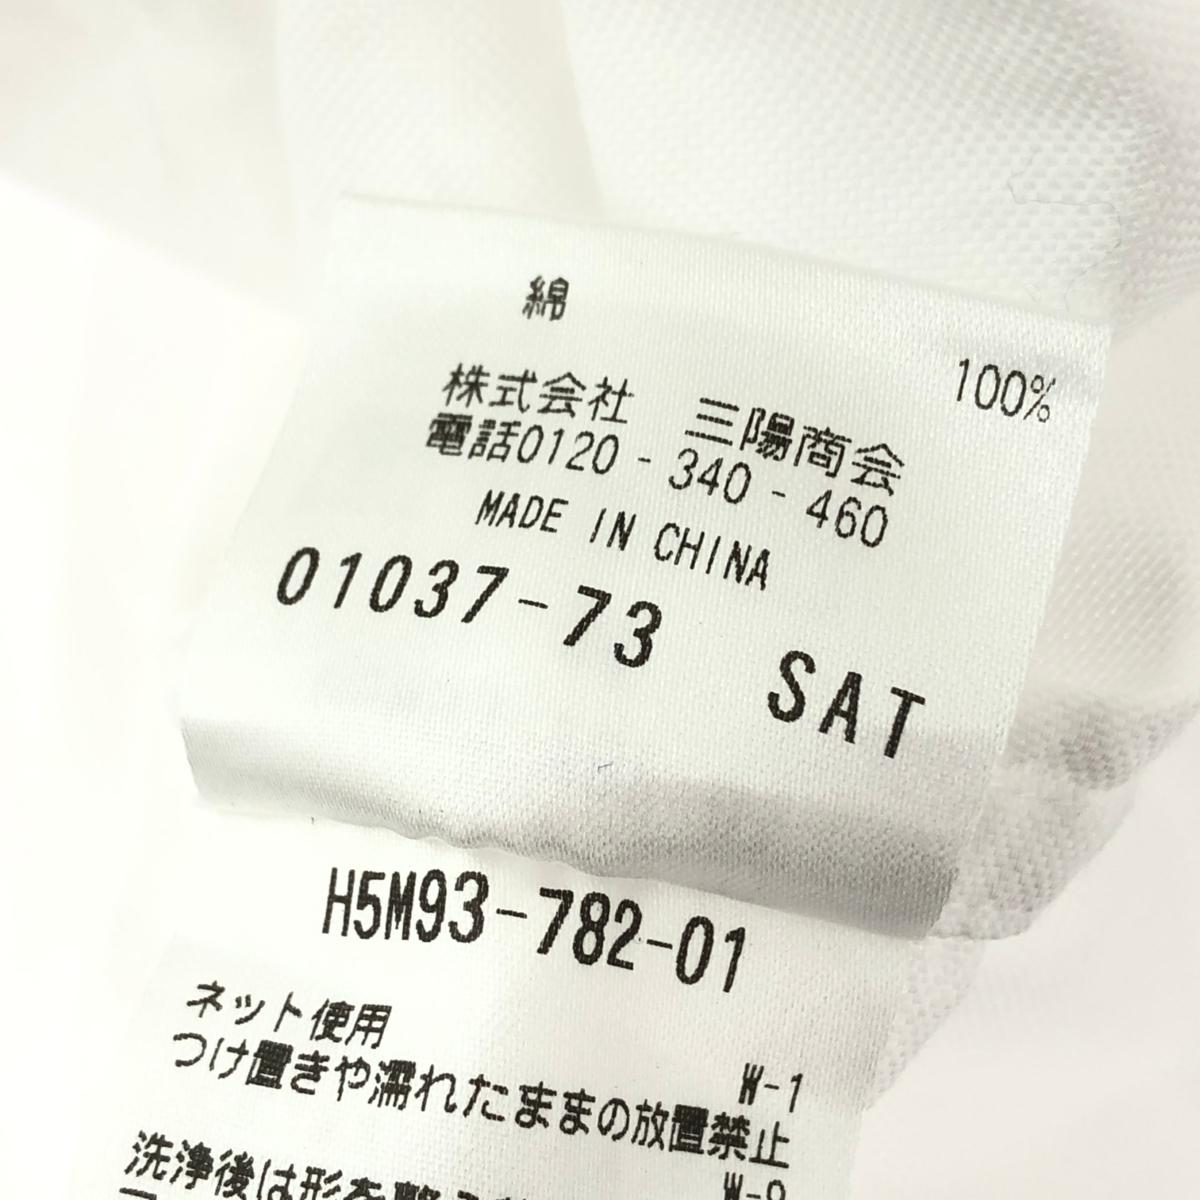 綿 100%
株式会社 三陽商会
電話0120-340-460
MADE IN CHINA
01037-73 SAT
H5M93-782-01
ネット使用
W-1
つけ置きや濡れたままの放置禁止
洗浄後は形を整え